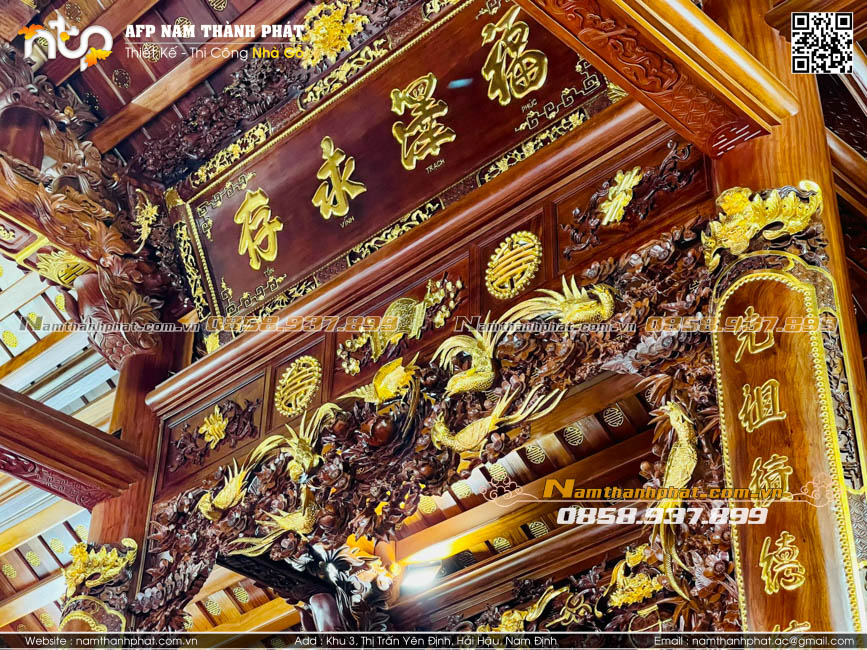 AFP NAM THÀNH PHÁT
Thiết Kế - Thi Công Nhà Gỗ
福
PHÚC
澤
TRẠCH
永
VĨNH
存
TỒN
Namthanhphat.com.vn 0858.937.899
Namthanhphat.com.vn 0858.937.899
先祖積德
Namthanhphat.com.vn
0858.937.899
Website : namthanhphat.com.vn
Add : Khu 3, Thị Trấn Yên Định, Hải Hậu, Nam Định
Email : namthanhphat.ac@gmail.com